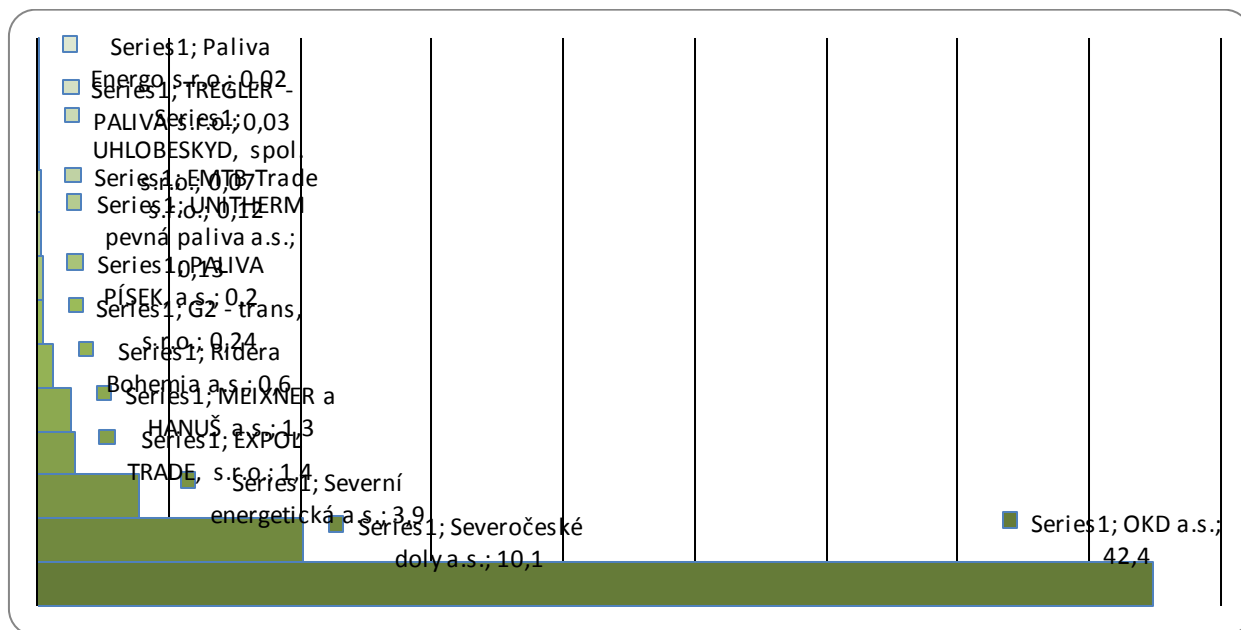 Series1; Paliva
Energo s.r.o.; 0,02
Series1; TREGLER -
PALIVA s.r.o.; 0,03
Series1;
UHLOBESKYD, spol.
s.r.o.; 0,07
Series1; EMTB Trade
s.r.o.; 0,12
Series1; UNITHERM
pevná paliva a.s.;
0,13
Series1; PALIVA
PÍSEK, a.s.; 0,2
Series1; G2 - trans,
s.r.o.; 0,24
Series1; Ridera
Bohemia a.s.; 0,6
Series1; MEIXNER a
HANUŠ a.s.; 1,3
Series1; EXPOL
TRADE, s.r.o.; 1,4
Series1; Severní
energetická a.s.; 3,9
Series1; Severočeské
doly a.s.; 10,1
Series1; OKD a.s.;
42,4